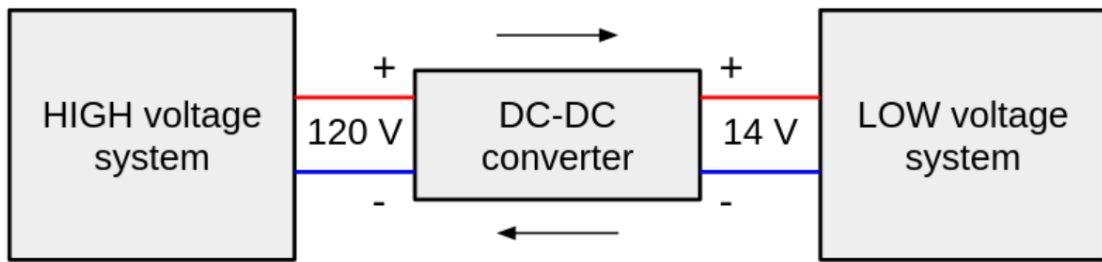 HIGH voltage
system
+
120 V
-
DC-DC
converter
+
14 V
-
LOW voltage
system